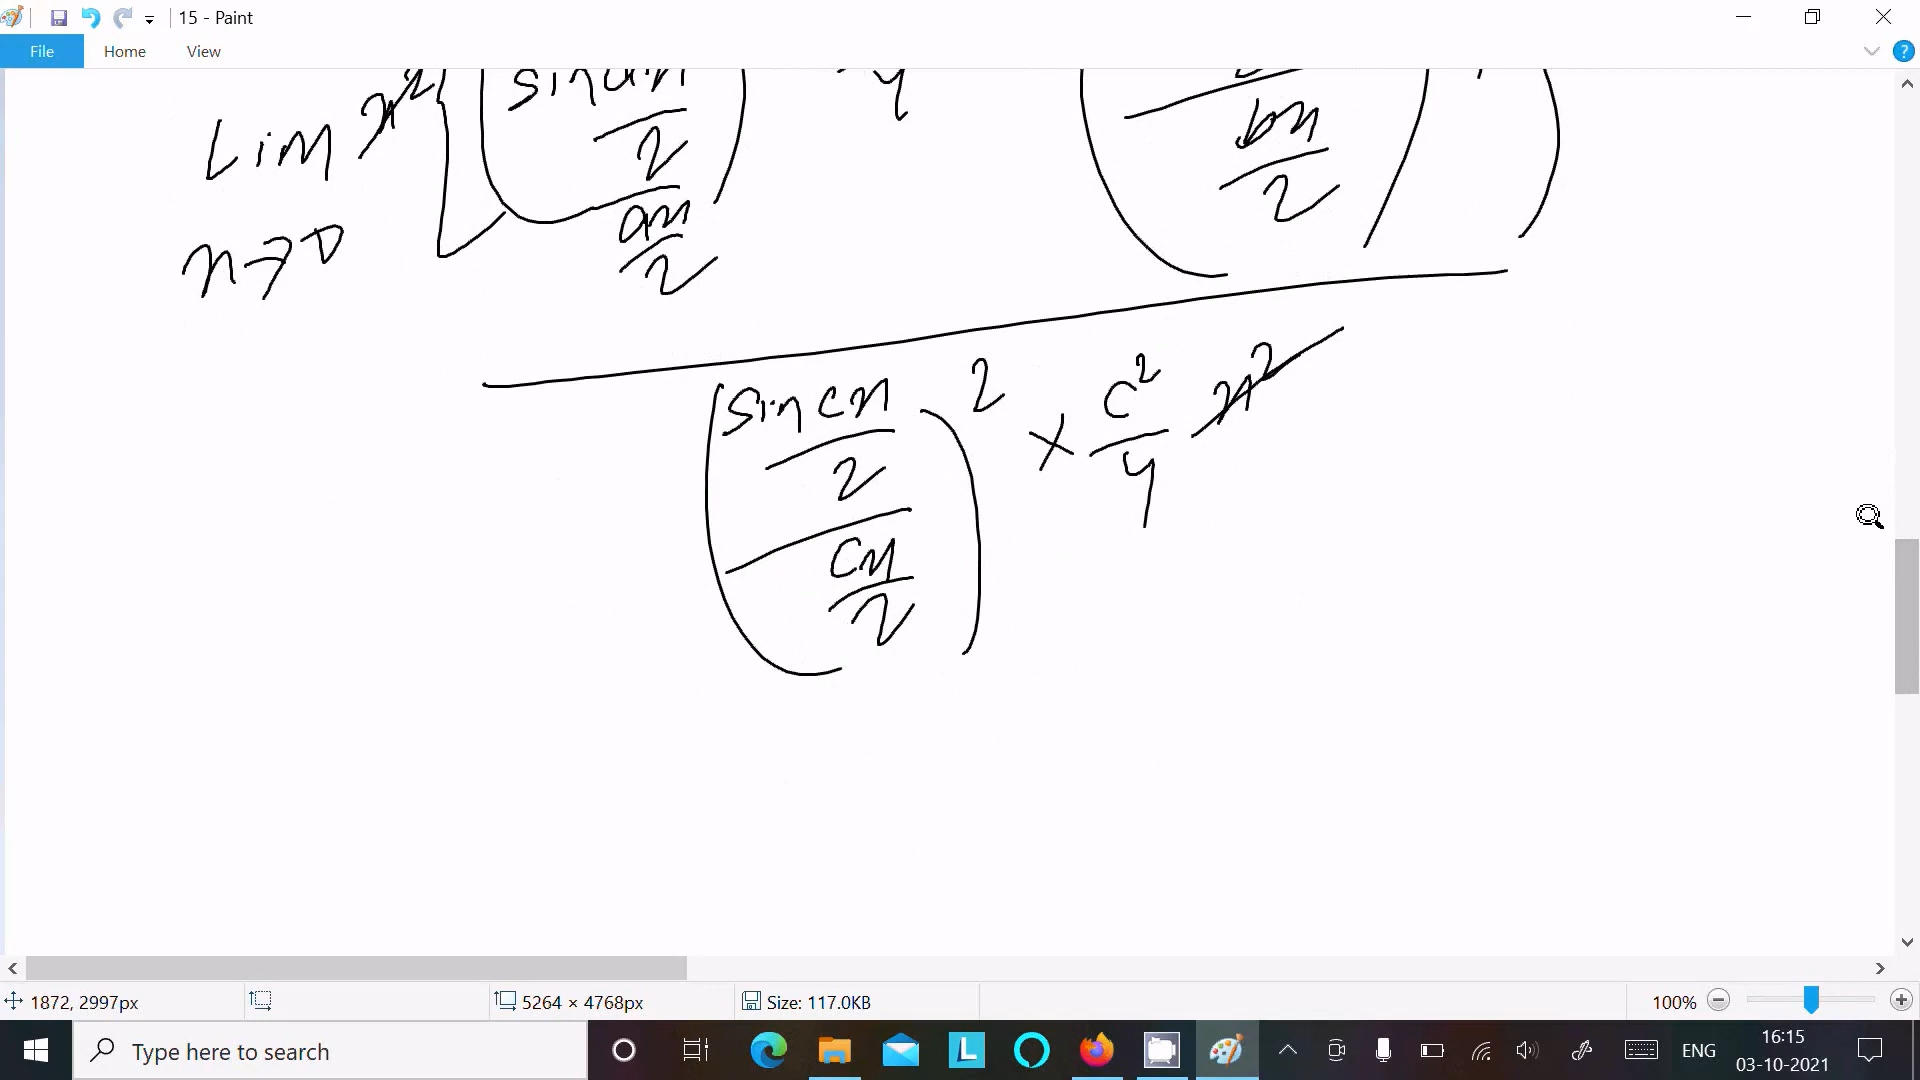 15 - Paint
File Home View
Lim x² sin ax/2 / ax/2 4 bx/2
x→0
(sin cx/2 / cx/2)² × c²/4 x²
1872, 2997px 5264 × 4768px Size: 117.0KB 100%
Type here to search
ENG 16:15
03-10-2021